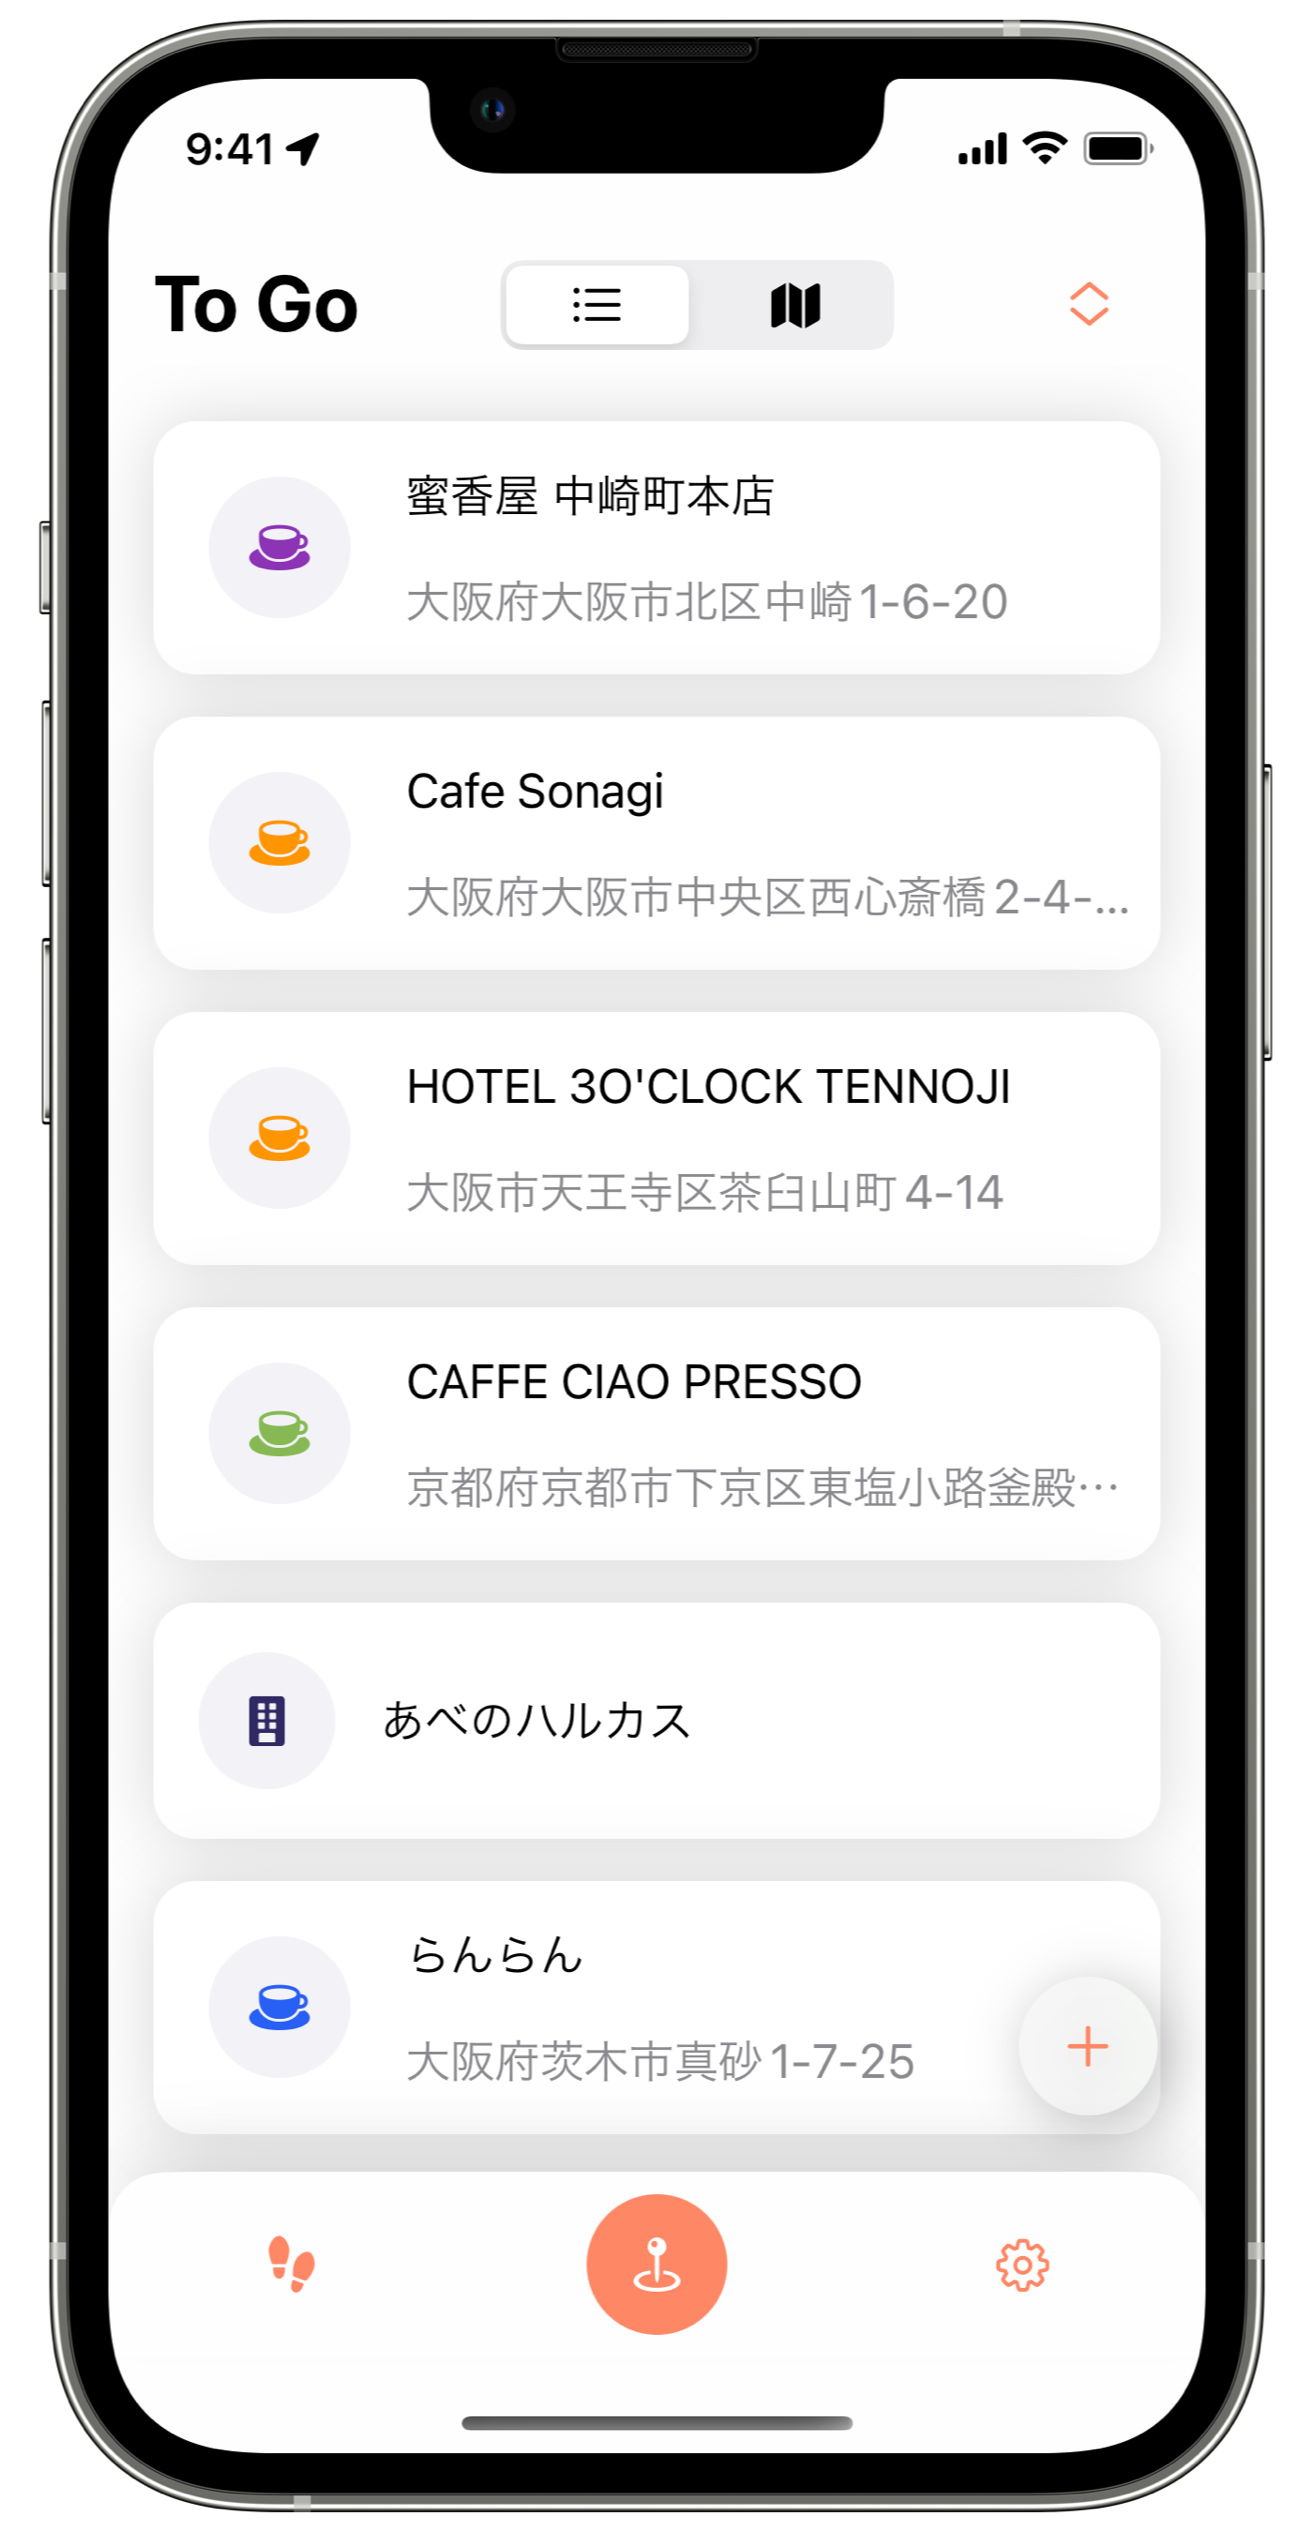 9:41
To Go
蜜香屋 中崎町本店
大阪府大阪市北区中崎1-6-20
Cafe Sonagi
大阪府大阪市中央区西心斎橋2-4-...
HOTEL 3O'CLOCK TENNOJI
大阪市天王寺区茶臼山町4-14
CAFFE CIAO PRESSO
京都府京都市下京区東塩小路釜殿…
あべのハルカス
らんらん
大阪府茨木市真砂1-7-25